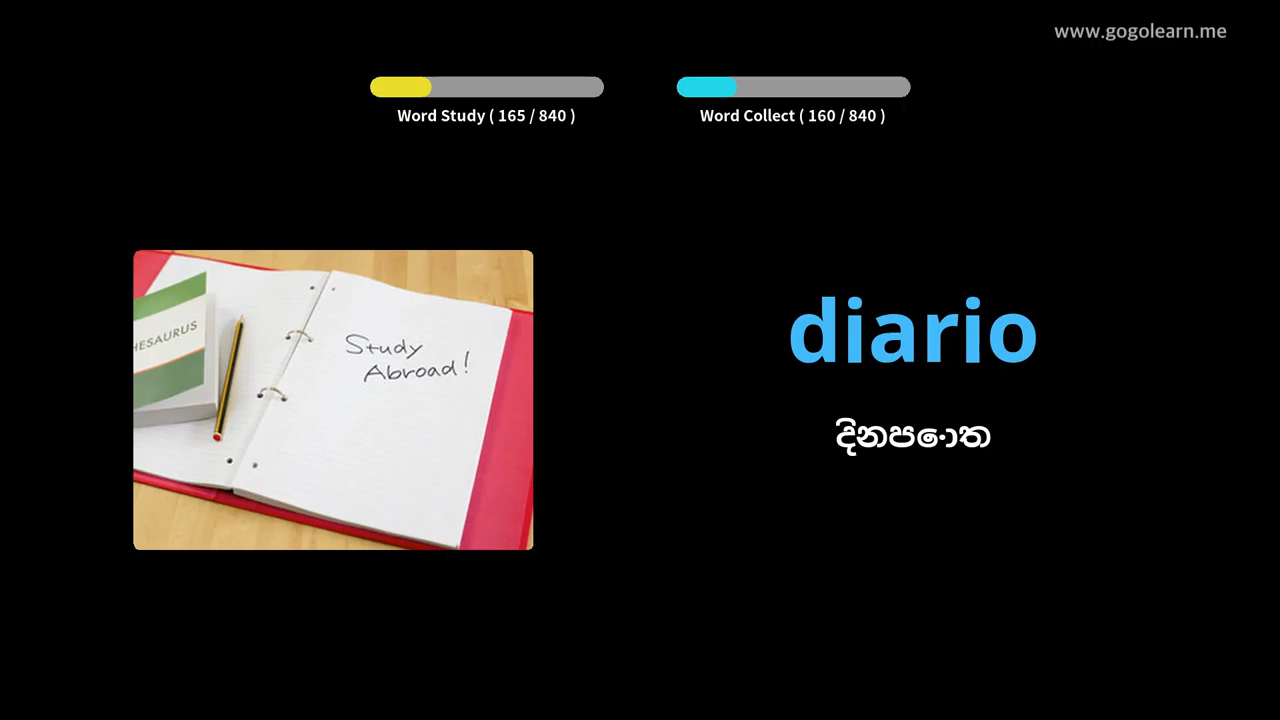 www.gogolearn.me
Word Study ( 165 / 840 )
Word Collect ( 160 / 840 )
HESAURUS
Study
Abroad!
diario
දිනපොත